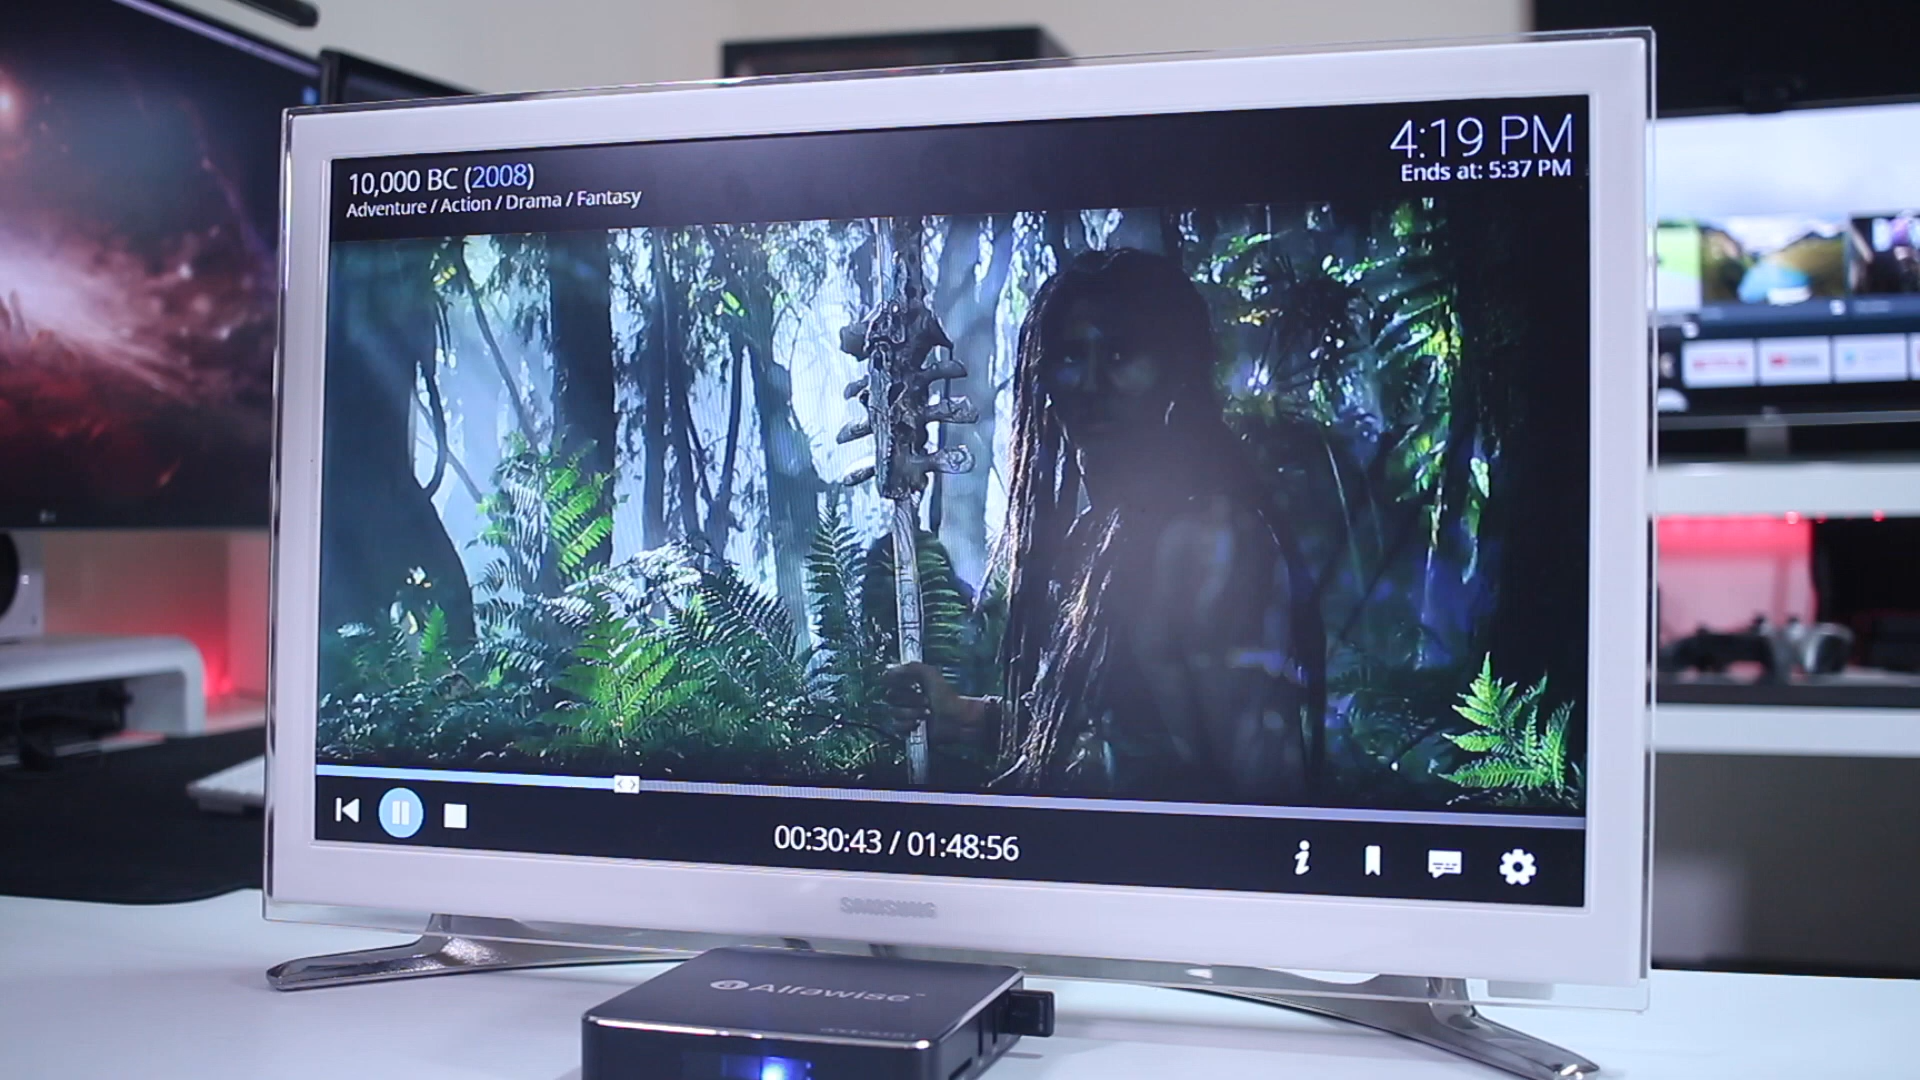 10,000 BC (2008)
Adventure / Action / Drama / Fantasy
4:19 PM
Ends at: 5:37 PM
00:30:43 / 01:48:56
SAMSUNG
Alfawise